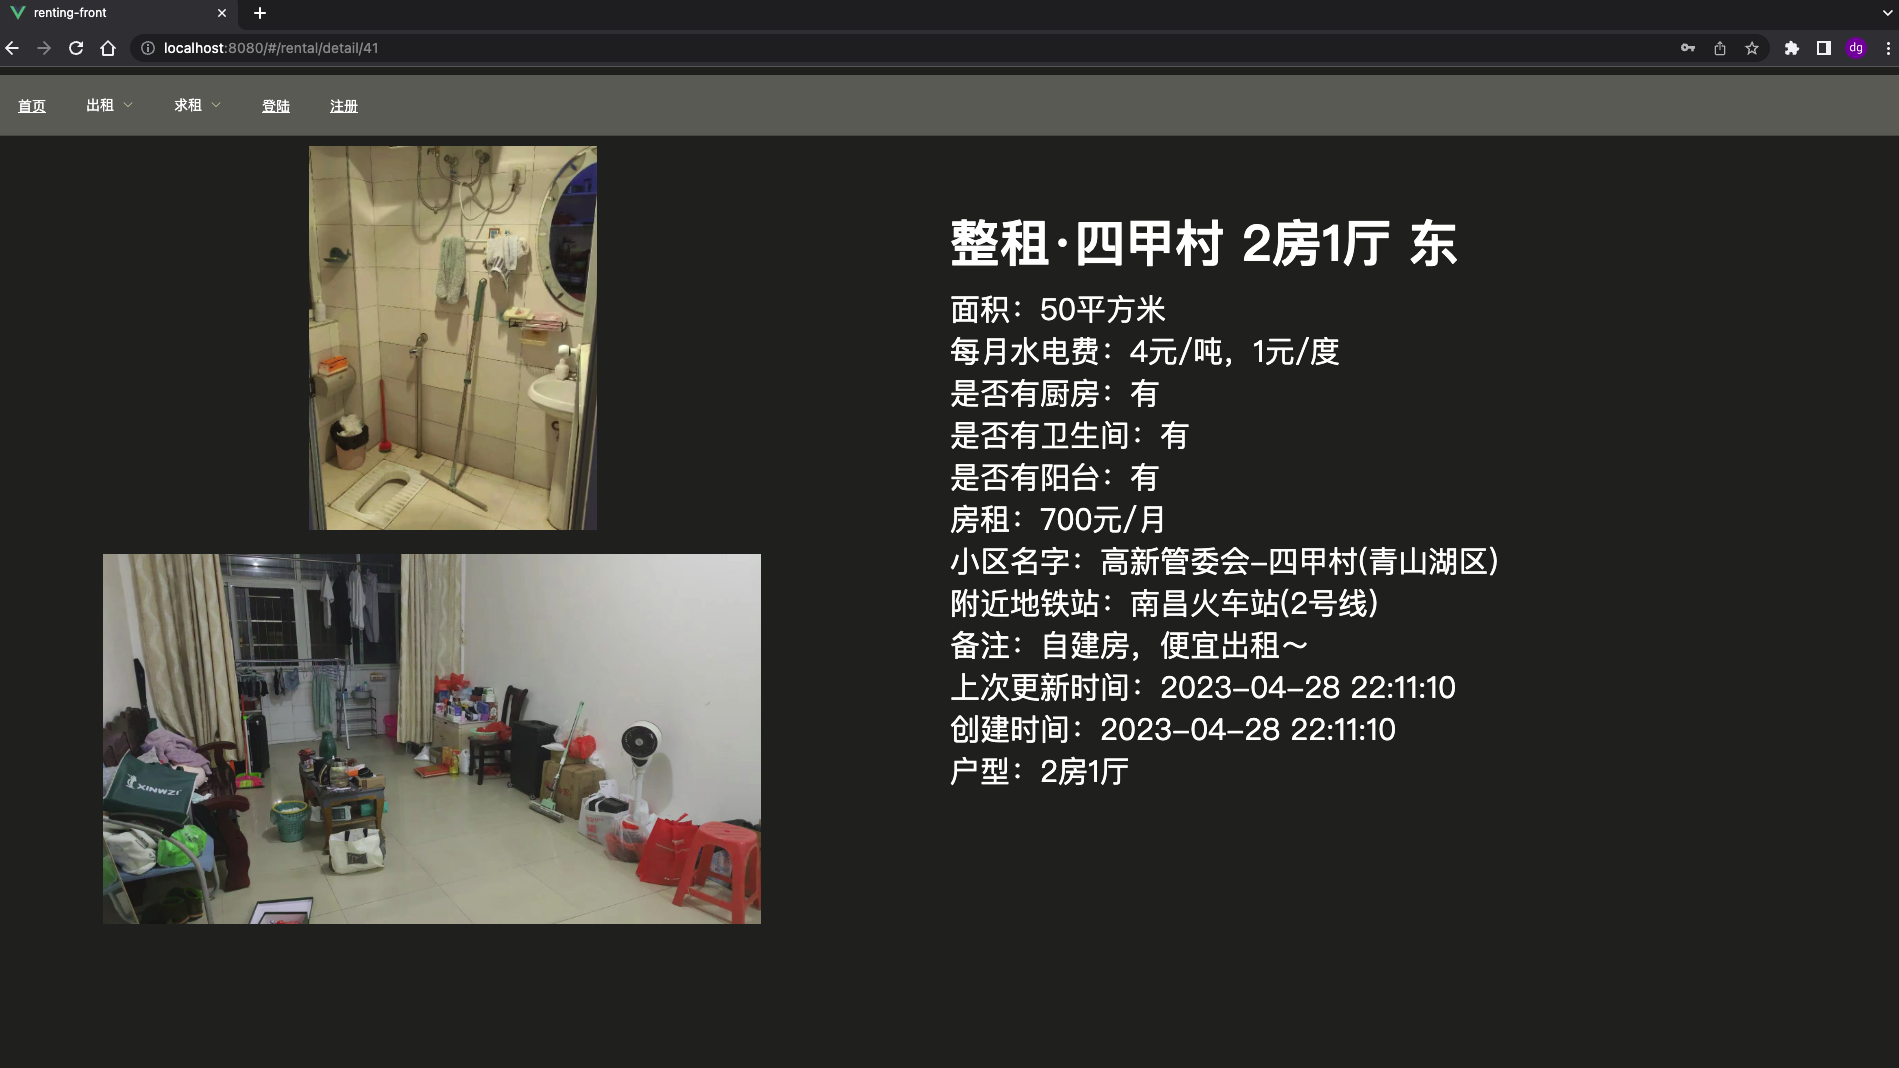 renting-front
localhost:8080/#/rental/detail/41
dg
首页 出租 求租 登陆 注册
整租·四甲村 2房1厅 东
面积：50平方米
每月水电费：4元/吨，1元/度
是否有厨房：有
是否有卫生间：有
是否有阳台：有
房租：700元/月
小区名字：高新管委会-四甲村(青山湖区)
附近地铁站：南昌火车站(2号线)
备注：自建房，便宜出租～
上次更新时间：2023-04-28 22:11:10
创建时间：2023-04-28 22:11:10
户型：2房1厅
XINWZI